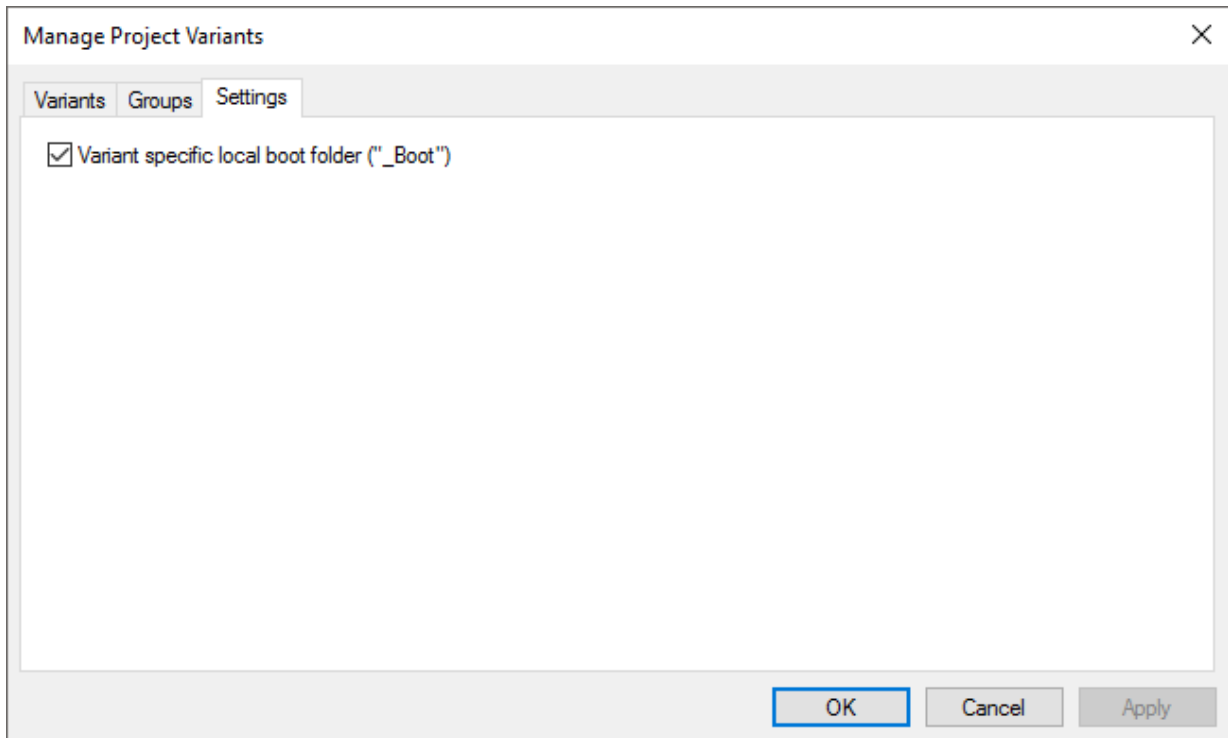 Manage Project Variants
Variants Groups Settings
Variant specific local boot folder ("_Boot")
OK Cancel Apply